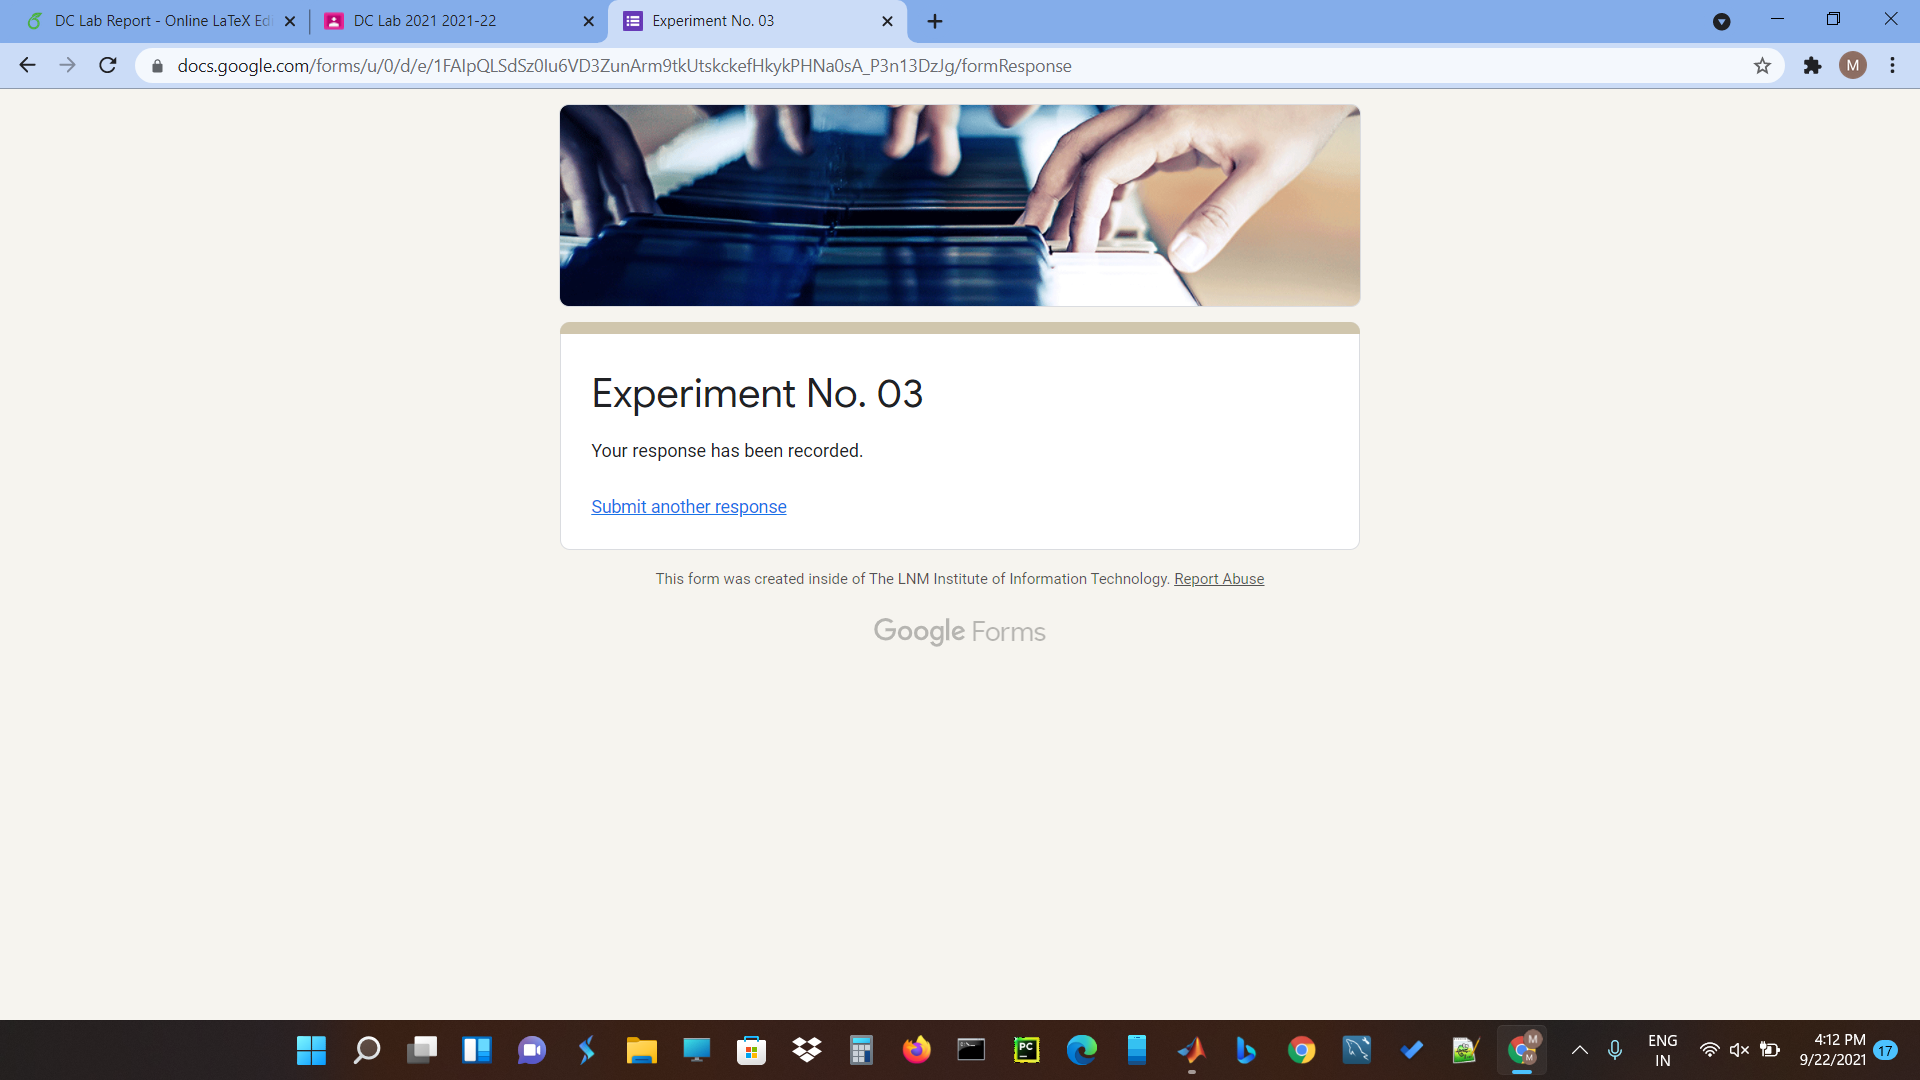 DC Lab Report - Online LaTeX Edi
DC Lab 2021 2021-22
Experiment No. 03
docs.google.com/forms/u/0/d/e/1FAIpQLSdSz0Iu6VD3ZunArm9tkUtskckefHkykPHNa0sA_P3n13DzJg/formResponse
M
Experiment No. 03
Your response has been recorded.
Submit another response
This form was created inside of The LNM Institute of Information Technology. Report Abuse
Google Forms
PC
M
M
ENG
IN
4:12 PM
9/22/2021
17